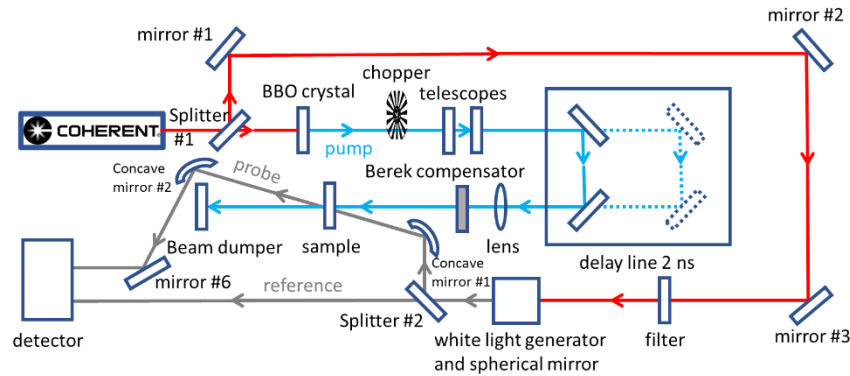 mirror #1
mirror #2
chopper
BBO crystal
telescopes
Splitter
#1
COHERENT
pump
Concave
mirror #2
probe
Berek compensator
Beam dumper
sample
lens
Concave
mirror #1
delay line 2 ns
mirror #6
reference
detector
Splitter #2
white light generator
and spherical mirror
filter
mirror #3